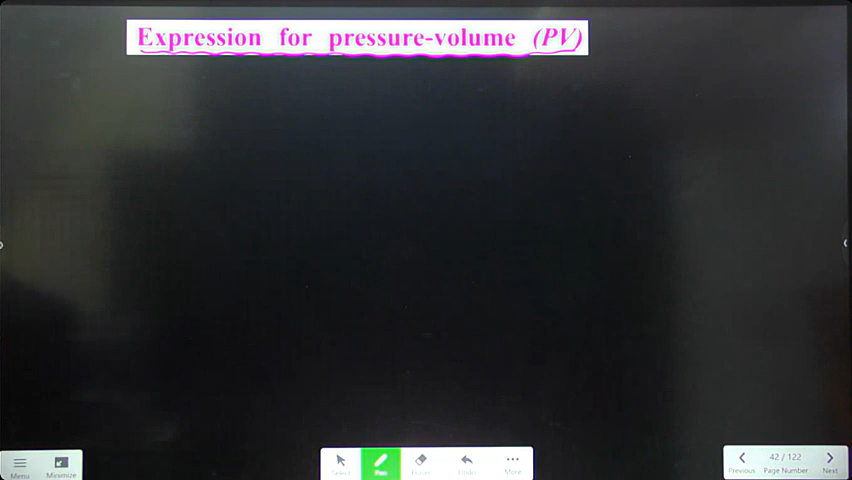 Expression for pressure-volume (PV)
Menu
Minimize
Select
Pen
Eraser
Undo
More
42 / 122
Previous
Page Number
Next